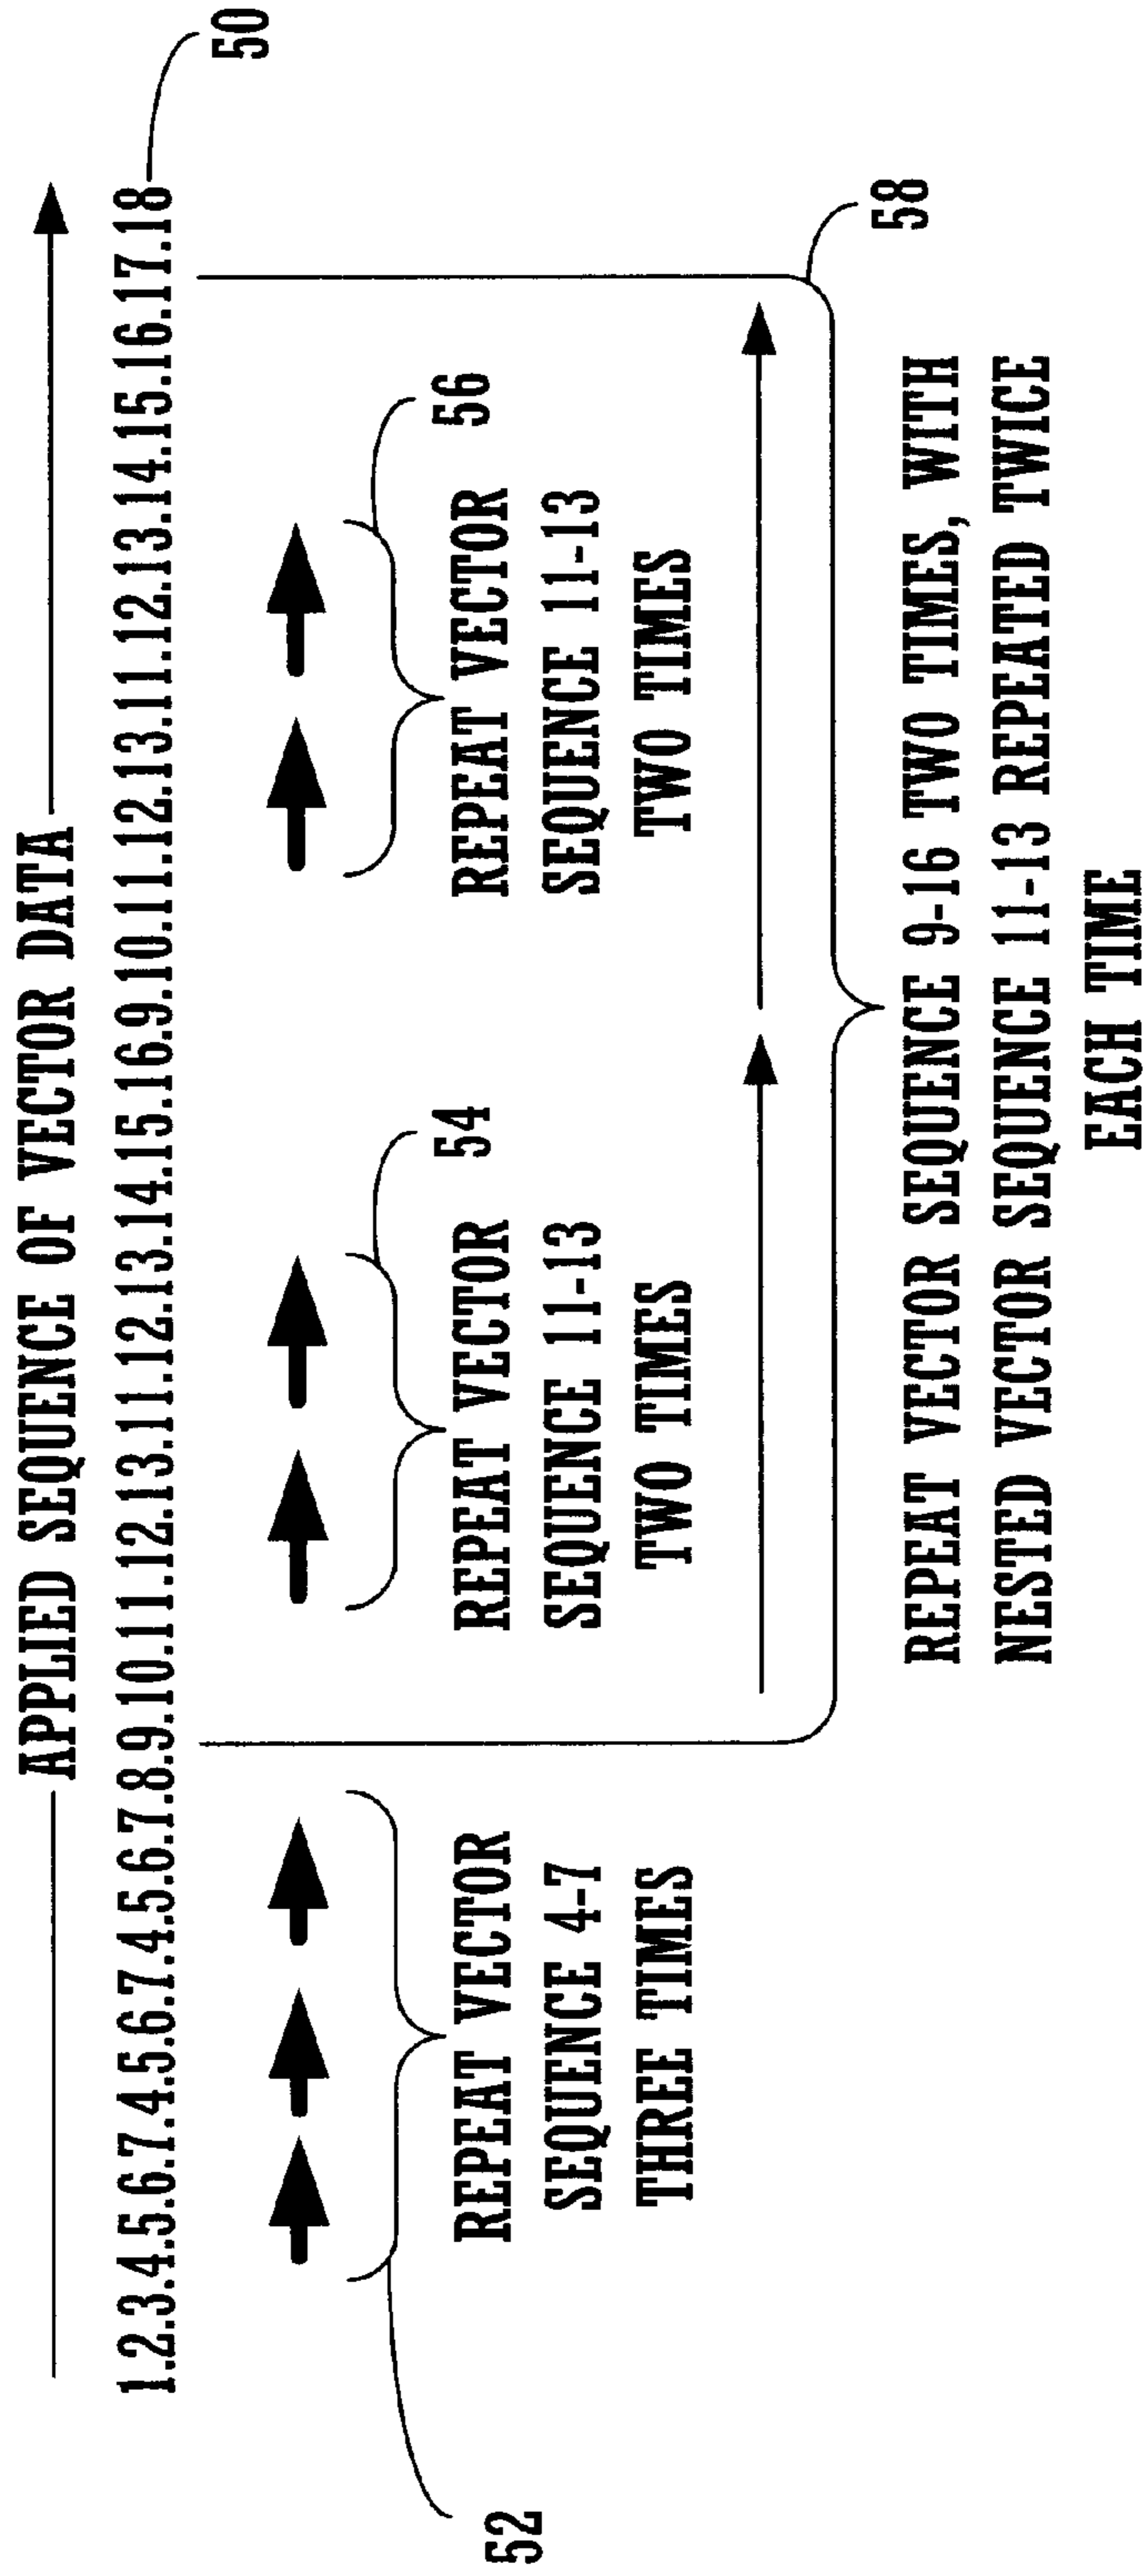 APPLIED SEQUENCE OF VECTOR DATA
1.2.3.4.5.6.7.4.5.6.7.4.5.6.7.8.9.10.11.12.13.11.12.13.14.15.16.9.10.11.12.13.11.12.13.14.15.16.17.18
50
52
REPEAT VECTOR
SEQUENCE 4-7
THREE TIMES
54
REPEAT VECTOR
SEQUENCE 11-13
TWO TIMES
56
REPEAT VECTOR
SEQUENCE 11-13
TWO TIMES
58
REPEAT VECTOR SEQUENCE 9-16 TWO TIMES, WITH
NESTED VECTOR SEQUENCE 11-13 REPEATED TWICE
EACH TIME